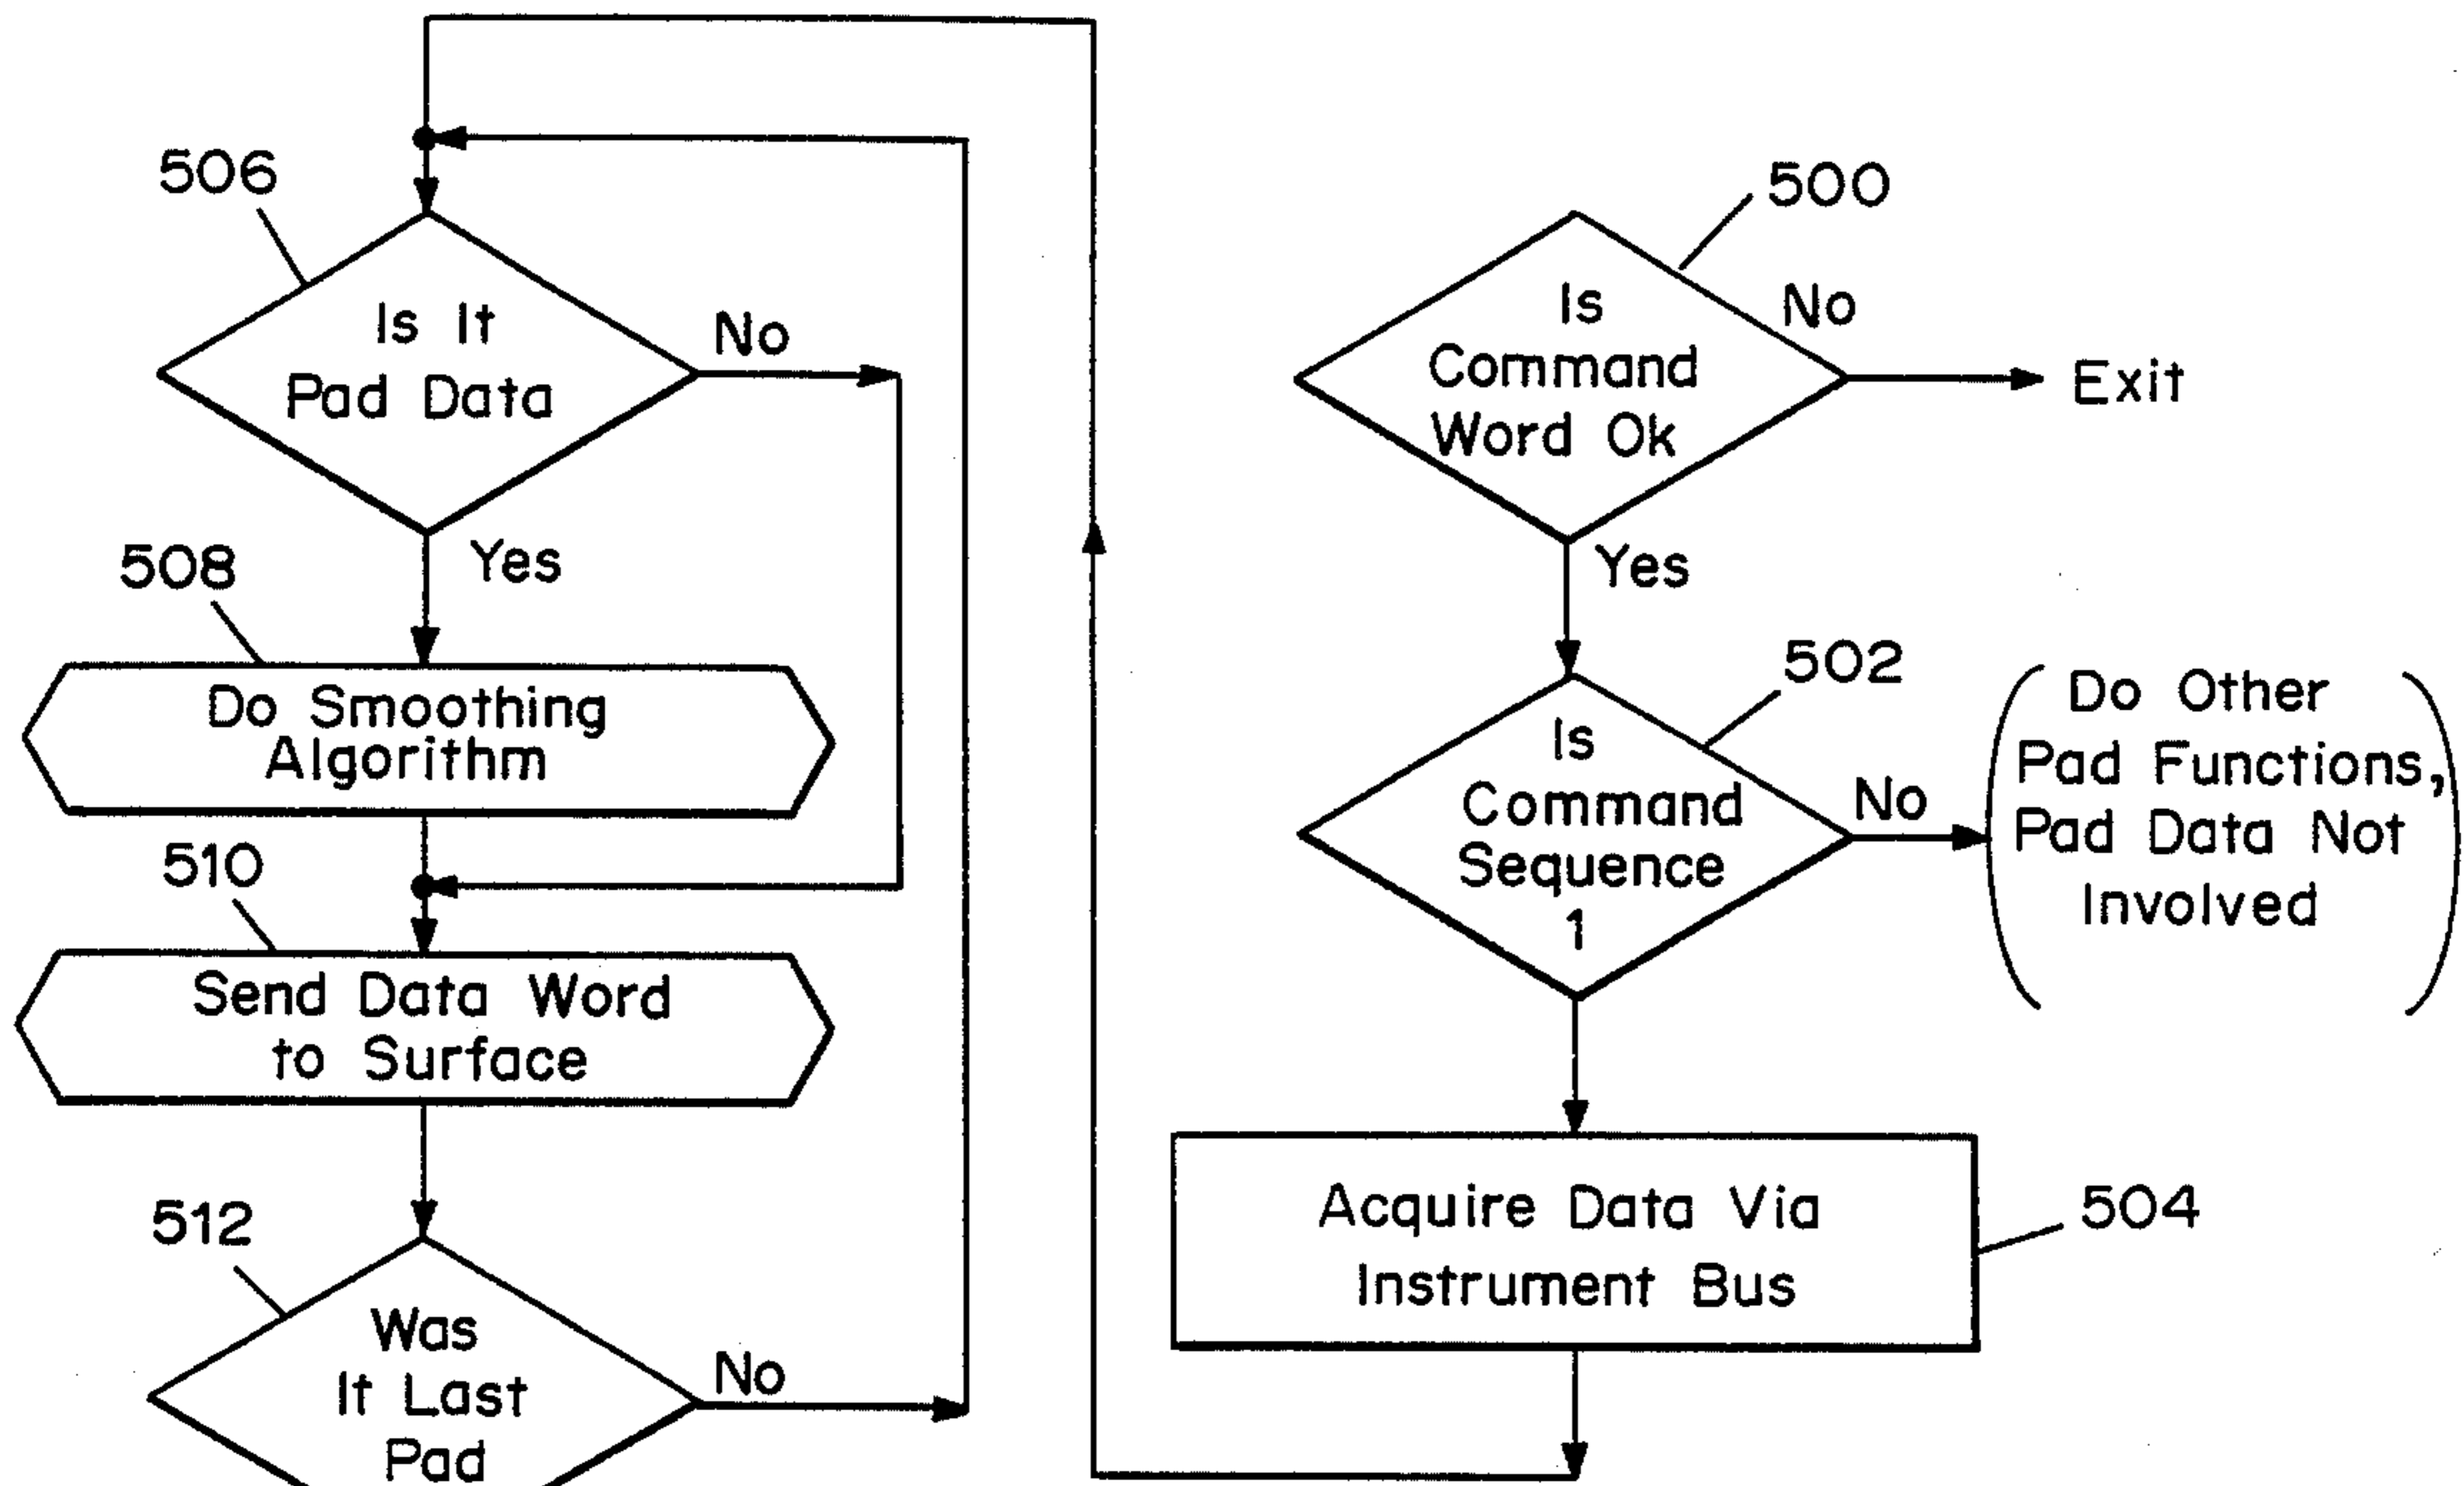 506
Is It
Pad Data
No
Yes
508
Do Smoothing
Algorithm
510
Send Data Word
to Surface
512
Was
It Last
Pad
No
500
Is
Command
Word Ok
No
Exit
Yes
502
Is
Command
Sequence
1
No
Do Other
Pad Functions,
Pad Data Not
Involved
Acquire Data Via
Instrument Bus
504